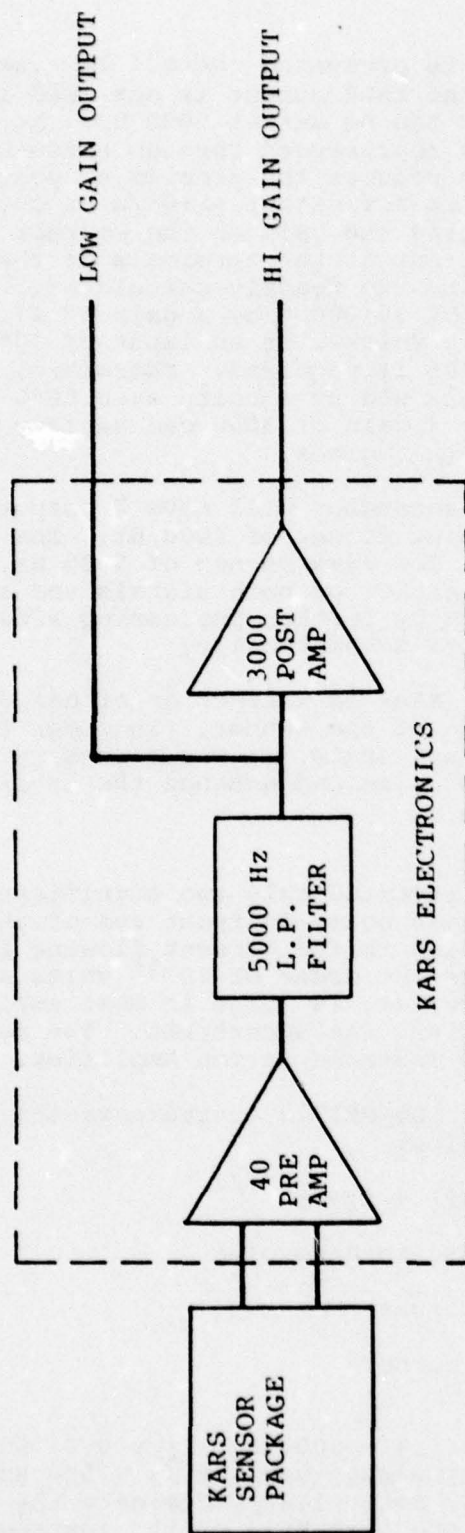 KARS
SENSOR
PACKAGE
40
PRE
AMP
5000 Hz
L.P.
FILTER
3000
POST
AMP
KARS ELECTRONICS
LOW GAIN OUTPUT
HI GAIN OUTPUT